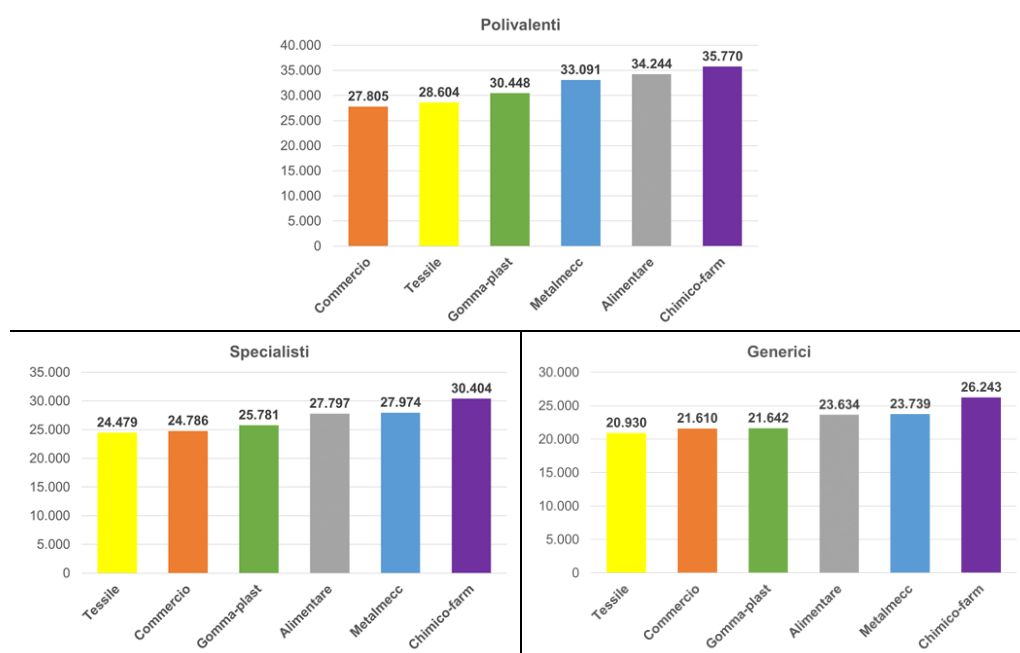 Polivalenti
40.000
35.000
30.000
25.000
20.000
15.000
10.000
5.000
0
27.805
28.604
30.448
33.091
34.244
35.770
Commercio
Tessile
Gomma-plast
Metalmecc
Alimentare
Chimico-farm
Specialisti
35.000
30.000
25.000
20.000
15.000
10.000
5.000
0
24.479
24.786
25.781
27.797
27.974
30.404
Tessile
Commercio
Gomma-plast
Alimentare
Metalmecc
Chimico-farm
Generici
30.000
25.000
20.000
15.000
10.000
5.000
0
20.930
21.610
21.642
23.634
23.739
26.243
Tessile
Commercio
Gomma-plast
Alimentare
Metalmecc
Chimico-farm